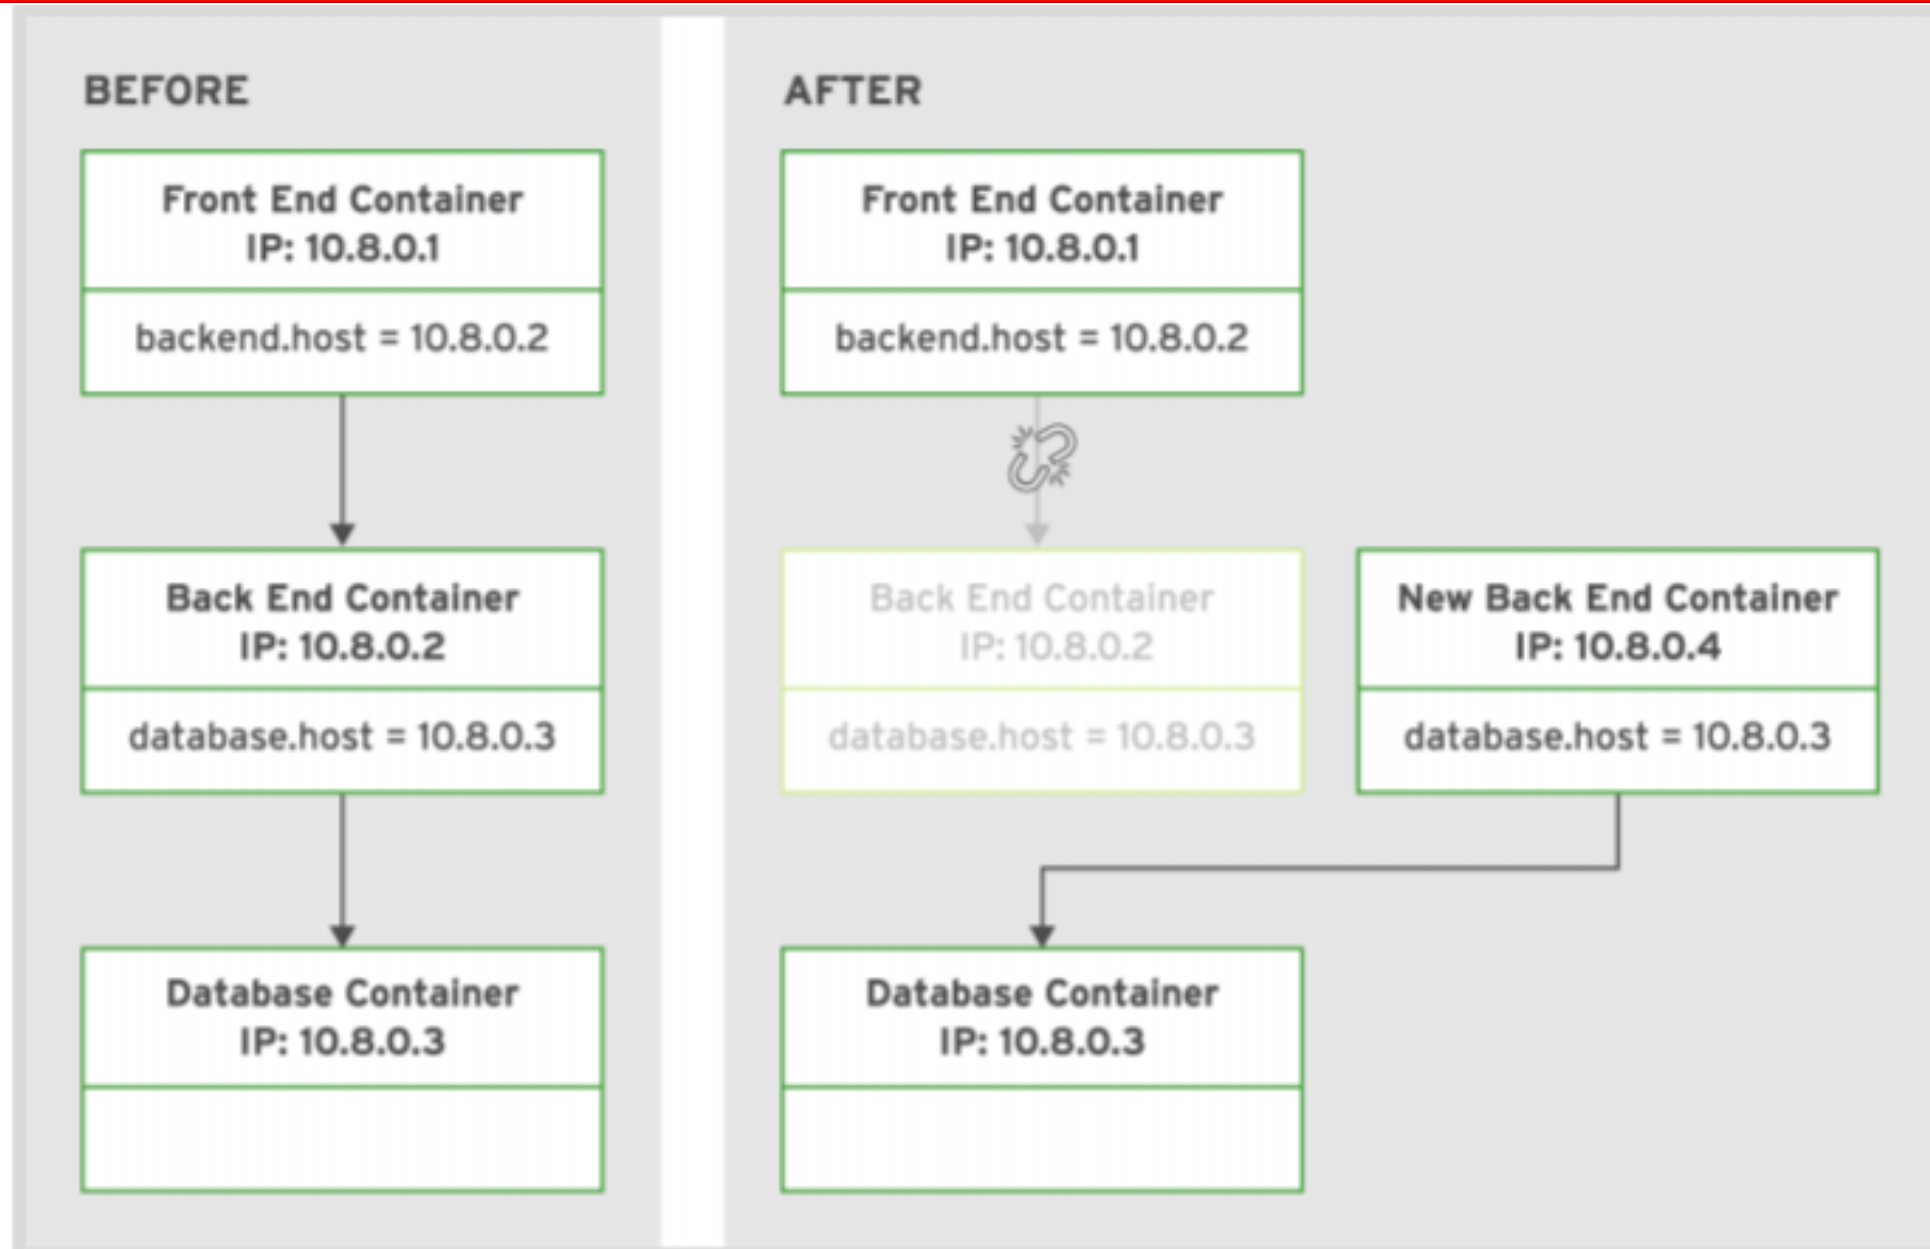 BEFORE
Front End Container
IP: 10.8.0.1
backend.host = 10.8.0.2
Back End Container
IP: 10.8.0.2
database.host = 10.8.0.3
Database Container
IP: 10.8.0.3
AFTER
Front End Container
IP: 10.8.0.1
backend.host = 10.8.0.2
Back End Container
IP: 10.8.0.2
database.host = 10.8.0.3
New Back End Container
IP: 10.8.0.4
database.host = 10.8.0.3
Database Container
IP: 10.8.0.3